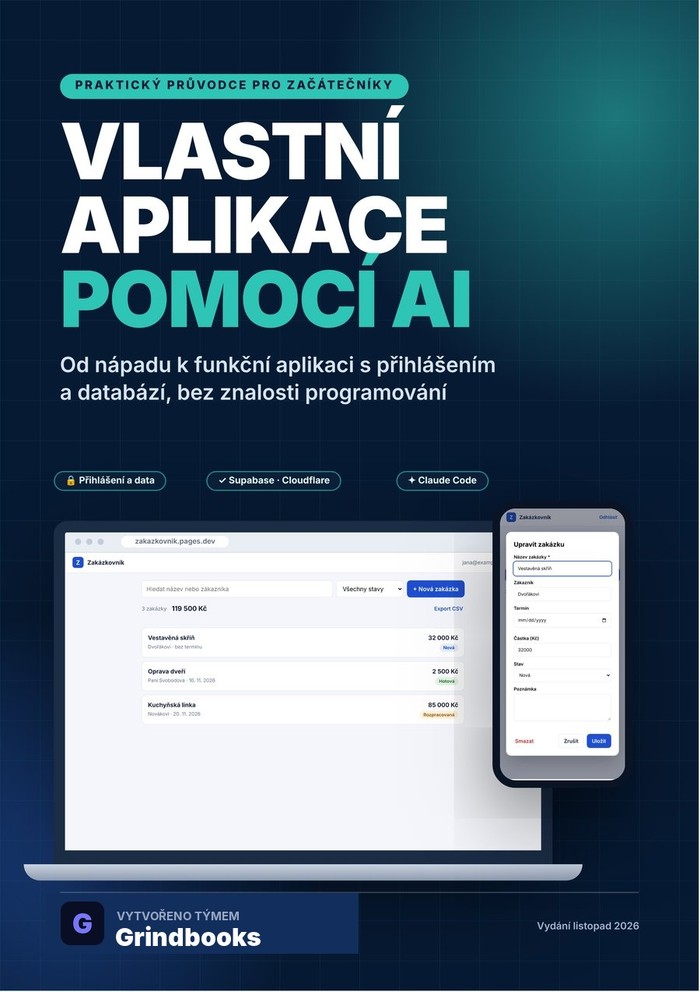 PRAKTICKÝ PRŮVODCE PRO ZAČÁTEČNÍKY
VLASTNÍ
APLIKACE
POMOCÍ AI
Od nápadu k funkční aplikaci s přihlášením
a databází, bez znalosti programování
🔒 Přihlášení a data
✓ Supabase · Cloudflare
✦ Claude Code
zakazkovnik.pages.dev
Z Zakázkovník
jana@exam
Hledat název nebo zákazníka
Všechny stavy
+ Nová zakázka
3 zakázky 119 500 Kč
Export CSV
Vestavěná skříň 32 000 Kč
Dvořákovi · bez termínu Nová
Oprava dveří 2 500 Kč
Paní Svobodová · 16. 11. 2026 Hotová
Kuchyňská linka 85 000 Kč
Novákovi · 20. 11. 2026 Rozpracovaná
Z Zakázkovník Odhlásit
Upravit zakázku
Název zakázky *
Vestavěná skříň
Zákazník
Dvořákovi
Termín
mm/dd/yyyy
Částka (Kč)
32000
Stav
Nová
Poznámka
Smazat
Zrušit
Uložit
G
VYTVOŘENO TÝMEM
Grindbooks
Vydání listopad 2026